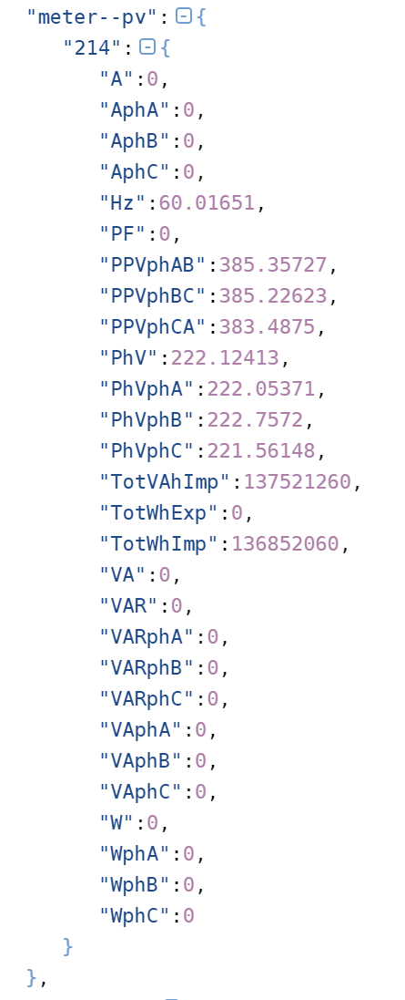 "meter--pv": {
"214": {
"A":0,
"AphA":0,
"AphB":0,
"AphC":0,
"Hz":60.01651,
"PF":0,
"PPVphAB":385.35727,
"PPVphBC":385.22623,
"PPVphCA":383.4875,
"PhV":222.12413,
"PhVphA":222.05371,
"PhVphB":222.7572,
"PhVphC":221.56148,
"TotVAhImp":137521260,
"TotWhExp":0,
"TotWhImp":136852060,
"VA":0,
"VAR":0,
"VARphA":0,
"VARphB":0,
"VARphC":0,
"VAphA":0,
"VAphB":0,
"VAphC":0,
"W":0,
"WphA":0,
"WphB":0,
"WphC":0
}
},